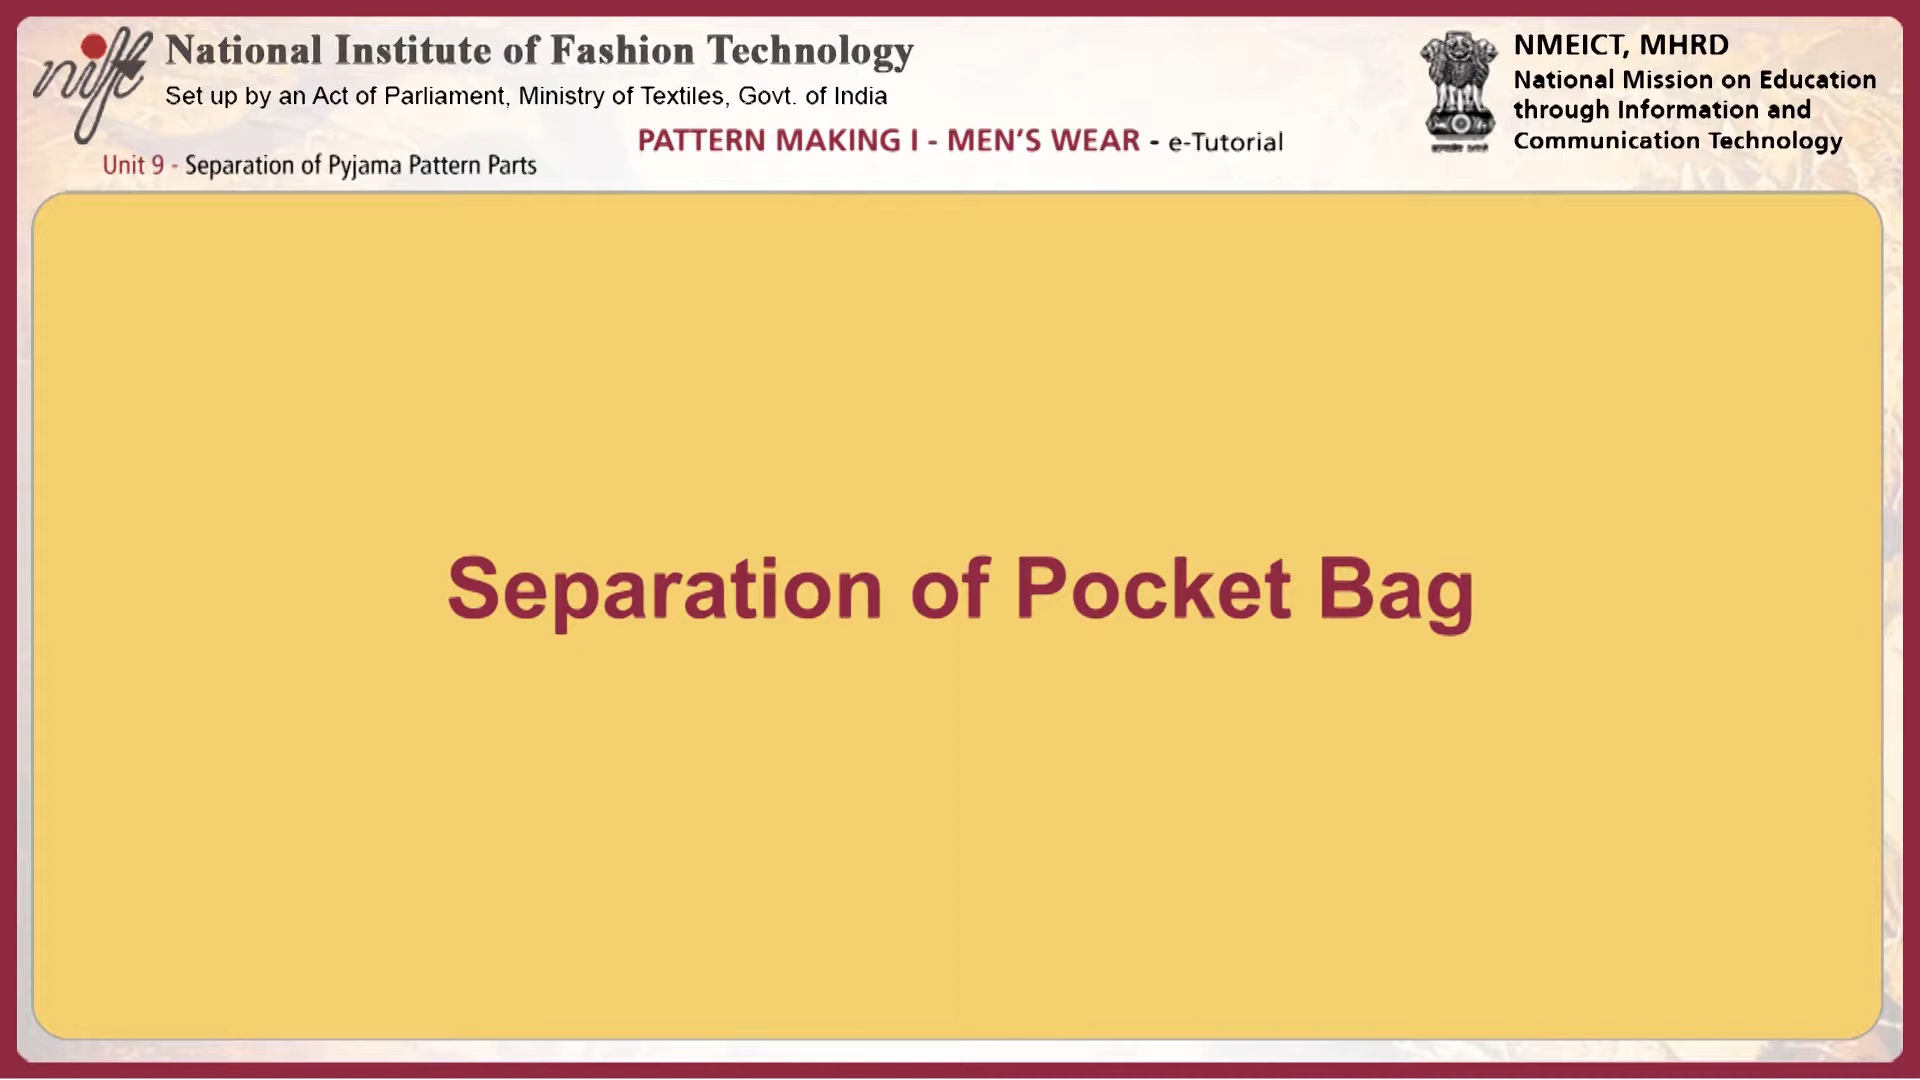 nift
National Institute of Fashion Technology
Set up by an Act of Parliament, Ministry of Textiles, Govt. of India
NMEICT, MHRD
National Mission on Education
through Information and
Communication Technology
PATTERN MAKING I - MEN'S WEAR - e-Tutorial
Unit 9 - Separation of Pyjama Pattern Parts
Separation of Pocket Bag